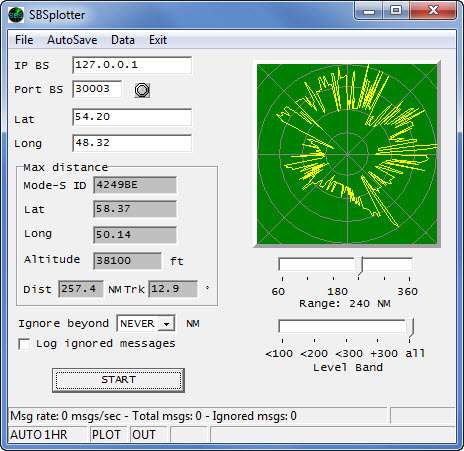 SBSplotter
File AutoSave Data Exit
IP BS 127.0.0.1
Port BS 30003
Lat 54.20
Long 48.32
Max distance
Mode-S ID 4249BE
Lat 58.37
Long 50.14
Altitude 38100 ft
Dist 257.4 NM Trk 12.9 °
Ignore beyond NEVER NM
Log ignored messages
START
60 180 360
Range: 240 NM
<100 <200 <300 +300 all
Level Band
Msg rate: 0 msgs/sec - Total msgs: 0 - Ignored msgs: 0
AUTO 1HR PLOT OUT